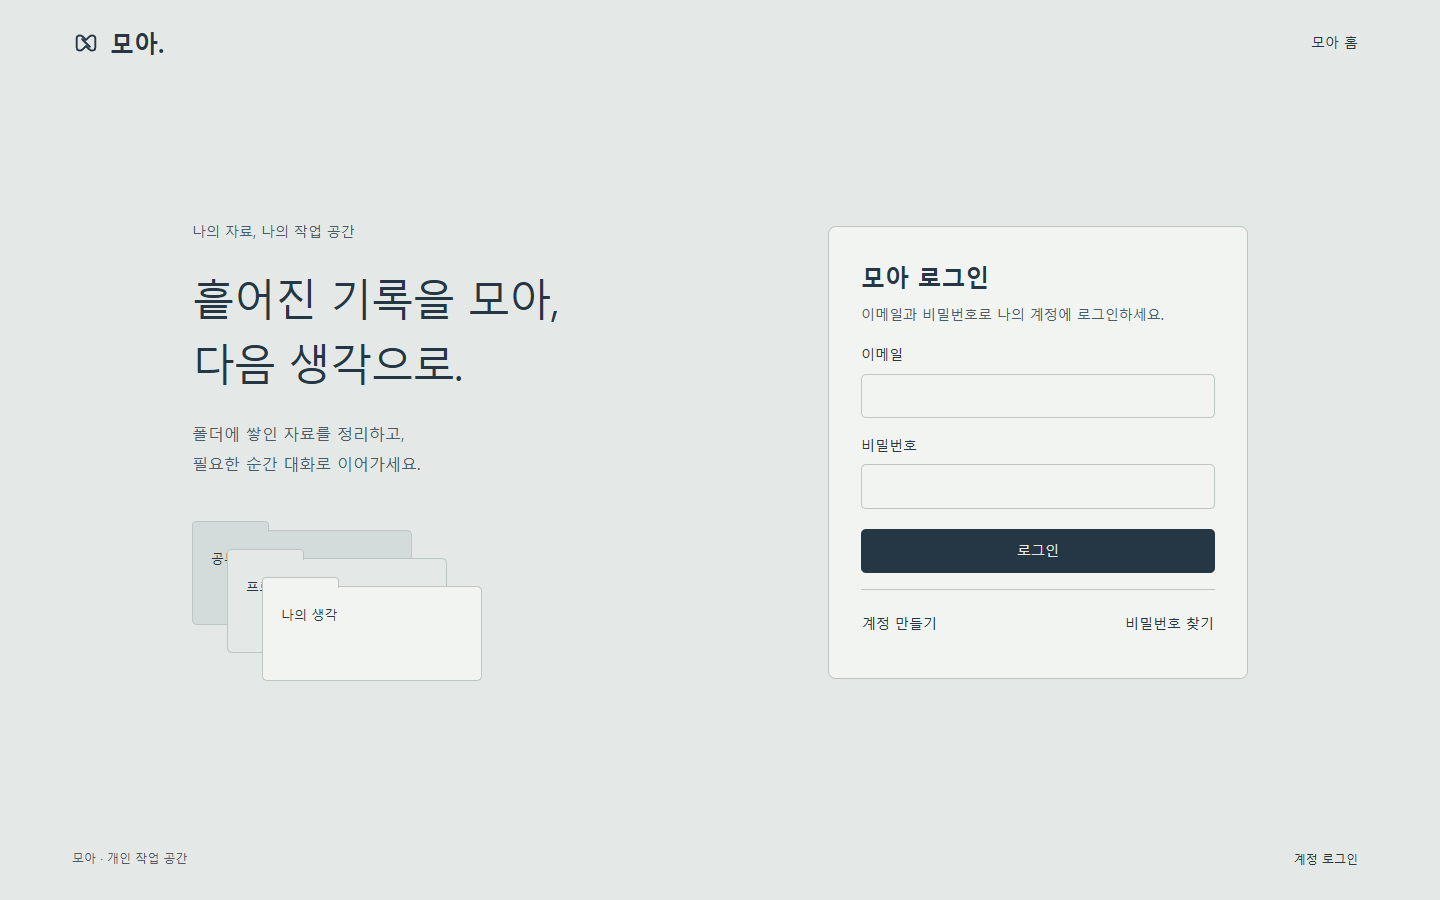 모아.
모아 홈
나의 자료, 나의 작업 공간
흩어진 기록을 모아,
다음 생각으로.
폴더에 쌓인 자료를 정리하고,
필요한 순간 대화로 이어가세요.
나의 생각
모아 로그인
이메일과 비밀번호로 나의 계정에 로그인하세요.
이메일
비밀번호
로그인
계정 만들기
비밀번호 찾기
모아 · 개인 작업 공간
계정 로그인